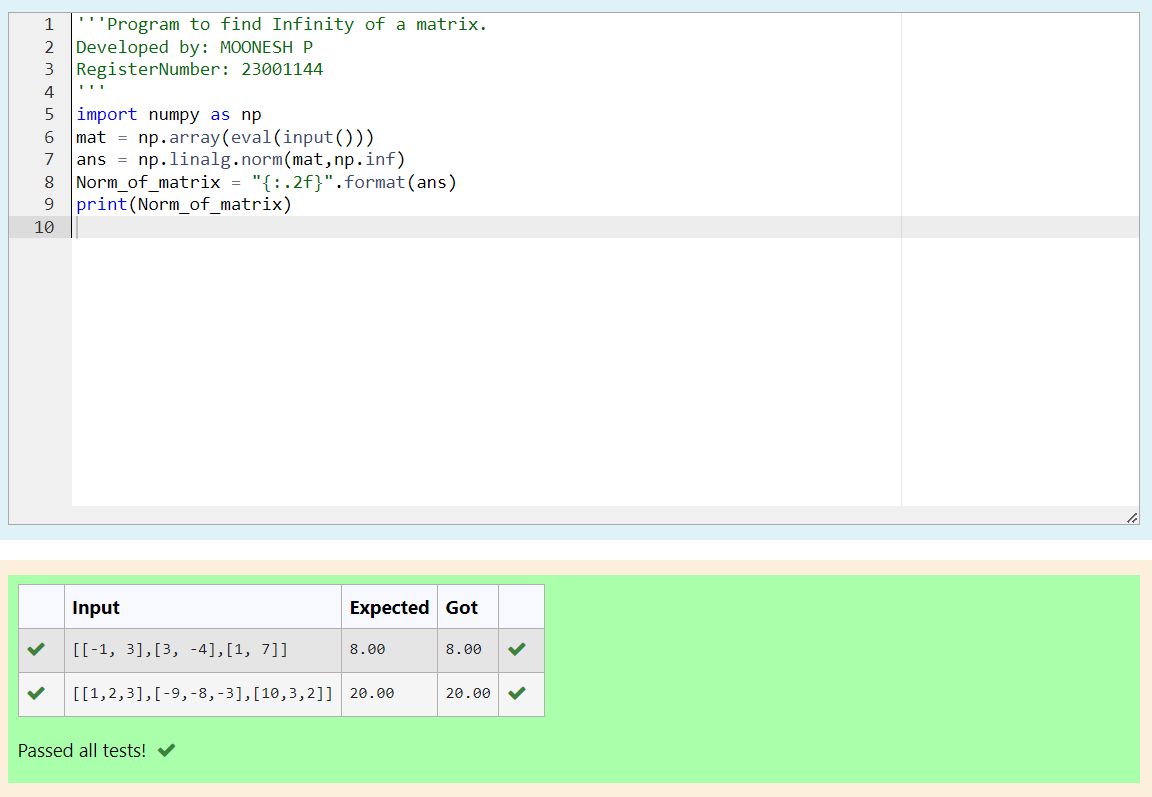 1 '''Program to find Infinity of a matrix.
2 Developed by: MOONESH P
3 RegisterNumber: 23001144
4 '''
5 import numpy as np
6 mat = np.array(eval(input()))
7 ans = np.linalg.norm(mat,np.inf)
8 Norm_of_matrix = "{:.2f}".format(ans)
9 print(Norm_of_matrix)
10
Input Expected Got
[[-1, 3],[3, -4],[1, 7]] 8.00 8.00
[[1,2,3],[-9,-8,-3],[10,3,2]] 20.00 20.00
Passed all tests!